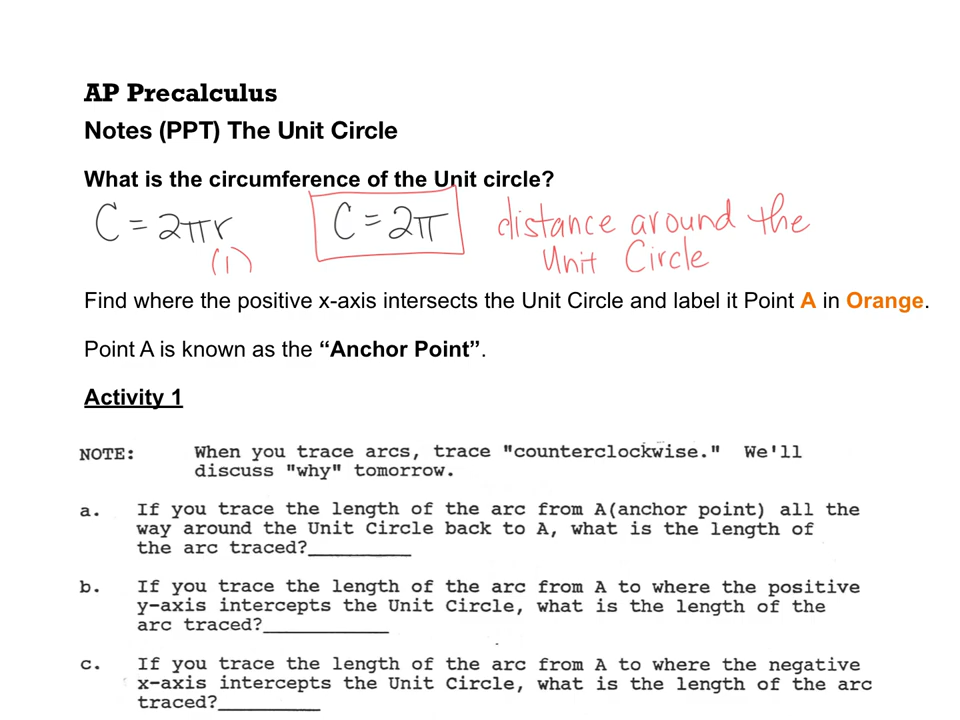 AP Precalculus
Notes (PPT) The Unit Circle
What is the circumference of the Unit circle?
C = 2πr C = 2π distance around the
(1) Unit Circle
Find where the positive x-axis intersects the Unit Circle and label it Point A in Orange.
Point A is known as the “Anchor Point”.
Activity 1
NOTE: When you trace arcs, trace "counterclockwise." We'll
discuss "why" tomorrow.
a. If you trace the length of the arc from A(anchor point) all the
way around the Unit Circle back to A, what is the length of
the arc traced?__________
b. If you trace the length of the arc from A to where the positive
y-axis intercepts the Unit Circle, what is the length of the
arc traced?____________
c. If you trace the length of the arc from A to where the negative
x-axis intercepts the Unit Circle, what is the length of the arc
traced?__________